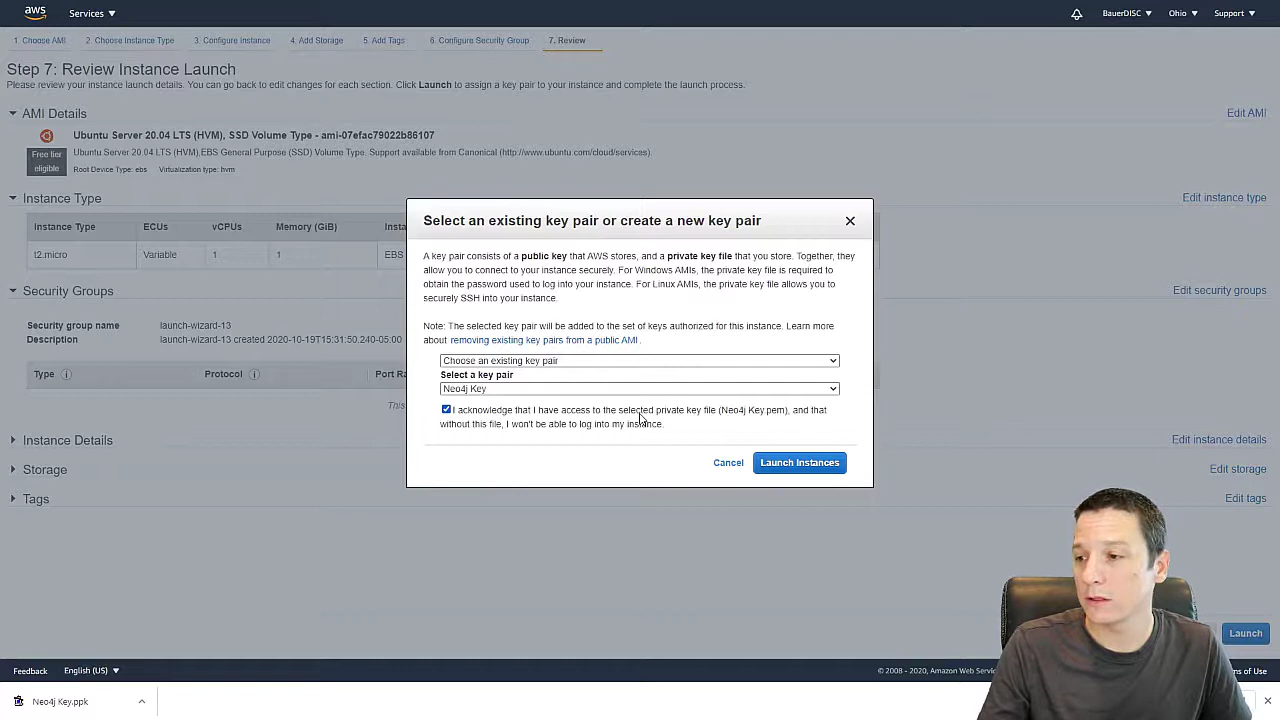 aws
Services
BauerDISC
Ohio
Support
1. Choose AMI
2. Choose Instance Type
3. Configure Instance
4. Add Storage
5. Add Tags
6. Configure Security Group
7. Review
Step 7: Review Instance Launch
Please review your instance launch details. You can go back to edit changes for each section. Click Launch to assign a key pair to your instance and complete the launch process.
AMI Details
Edit AMI
Ubuntu Server 20.04 LTS (HVM), SSD Volume Type - ami-07efac79022b86107
Free tier eligible
Ubuntu Server 20.04 LTS (HVM),EBS General Purpose (SSD) Volume Type. Support available from Canonical (http://www.ubuntu.com/cloud/services).
Root Device Type: ebs Virtualization type: hvm
Instance Type
Edit instance type
Instance Type
ECUs
vCPUs
Memory (GiB)
t2.micro
Variable
1
1
EBS
Security Groups
Edit security groups
Security group name
launch-wizard-13
Description
launch-wizard-13 created 2020-10-19T15:31:50.240-05:00
Type
Protocol
Port Ra
This
Instance Details
Edit instance details
Storage
Edit storage
Tags
Edit tags
Select an existing key pair or create a new key pair
A key pair consists of a public key that AWS stores, and a private key file that you store. Together, they
allow you to connect to your instance securely. For Windows AMIs, the private key file is required to
obtain the password used to log into your instance. For Linux AMIs, the private key file allows you to
securely SSH into your instance.
Note: The selected key pair will be added to the set of keys authorized for this instance. Learn more
about removing existing key pairs from a public AMI .
Choose an existing key pair
Select a key pair
Neo4j Key
I acknowledge that I have access to the selected private key file (Neo4j Key.pem), and that
without this file, I won't be able to log into my instance.
Cancel
Launch Instances
Launch
Feedback
English (US)
© 2008 - 2020, Amazon Web Servic
ms of Use
Neo4j Key.ppk